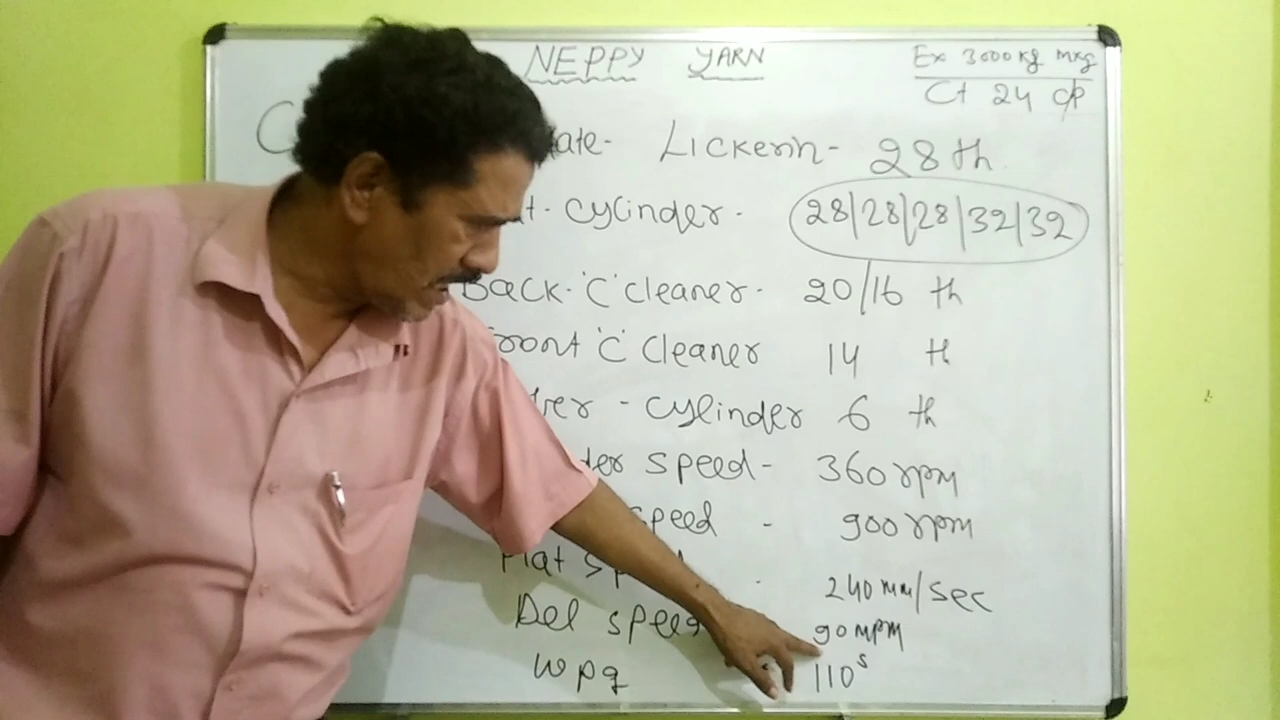 NEPPY YARN
Ex 3000 kg mkg
Ct 24 cp
Lickerin - 28 th
Cylinder - 28/28/28/32/32
Back 'C' Cleaner - 20/16 th
Front 'C' Cleaner 14 th
- Cylinder 6 th
Speed - 360 rpm
Speed - 900 rpm
Flat - 240 mm/sec
Del Speed 90 mpm
110s